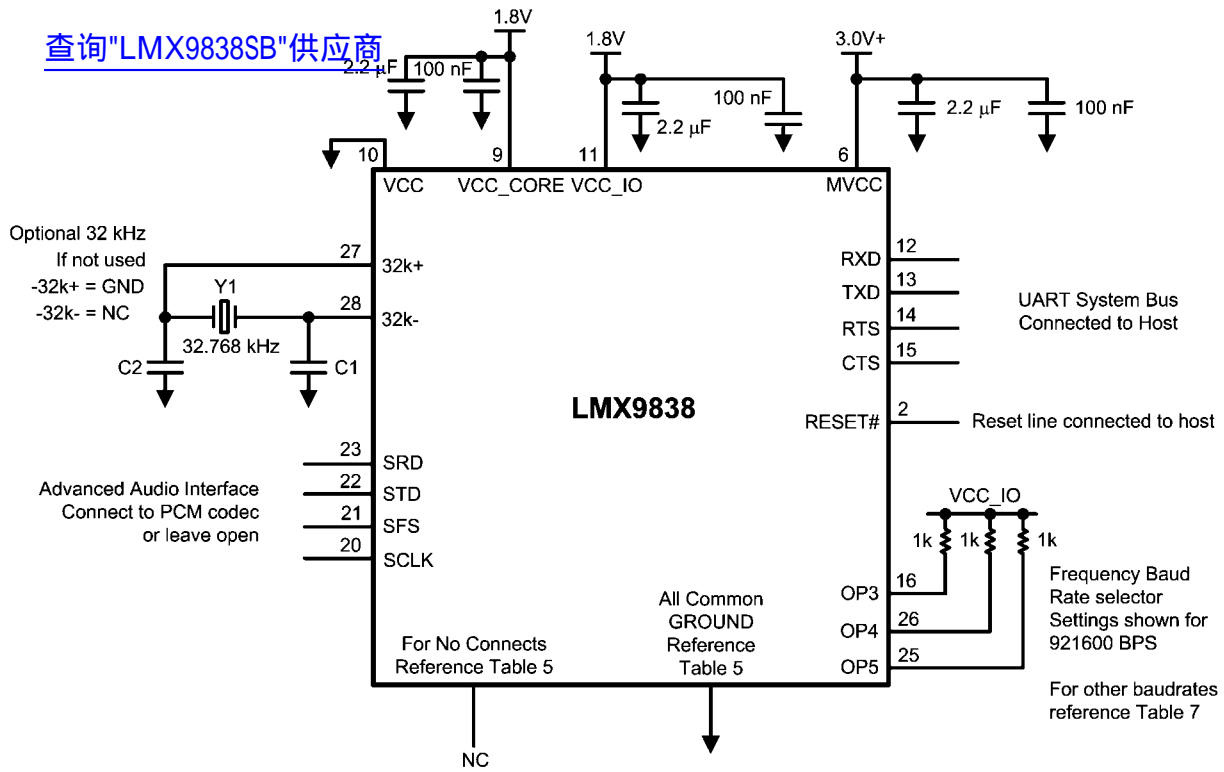 查询"LMX9838SB"供应商
1.8V
1.8V
3.0V+
2.2 µF
100 nF
100 nF
2.2 µF
2.2 µF
100 nF
10
9
11
6
VCC
VCC_CORE
VCC_IO
MVCC
Optional 32 kHz
If not used
-32k+ = GND
-32k- = NC
27
32k+
Y1
28
32k-
32.768 kHz
C2
C1
RXD
12
TXD
13
RTS
14
CTS
15
UART System Bus
Connected to Host
LMX9838
RESET#
2
Reset line connected to host
Advanced Audio Interface
Connect to PCM codec
or leave open
23
SRD
22
STD
21
SFS
20
SCLK
VCC_IO
1k
1k
1k
OP3
16
OP4
26
OP5
25
Frequency Baud
Rate selector
Settings shown for
921600 BPS
For other baudrates
reference Table 7
For No Connects
Reference Table 5
All Common
GROUND
Reference
Table 5
NC